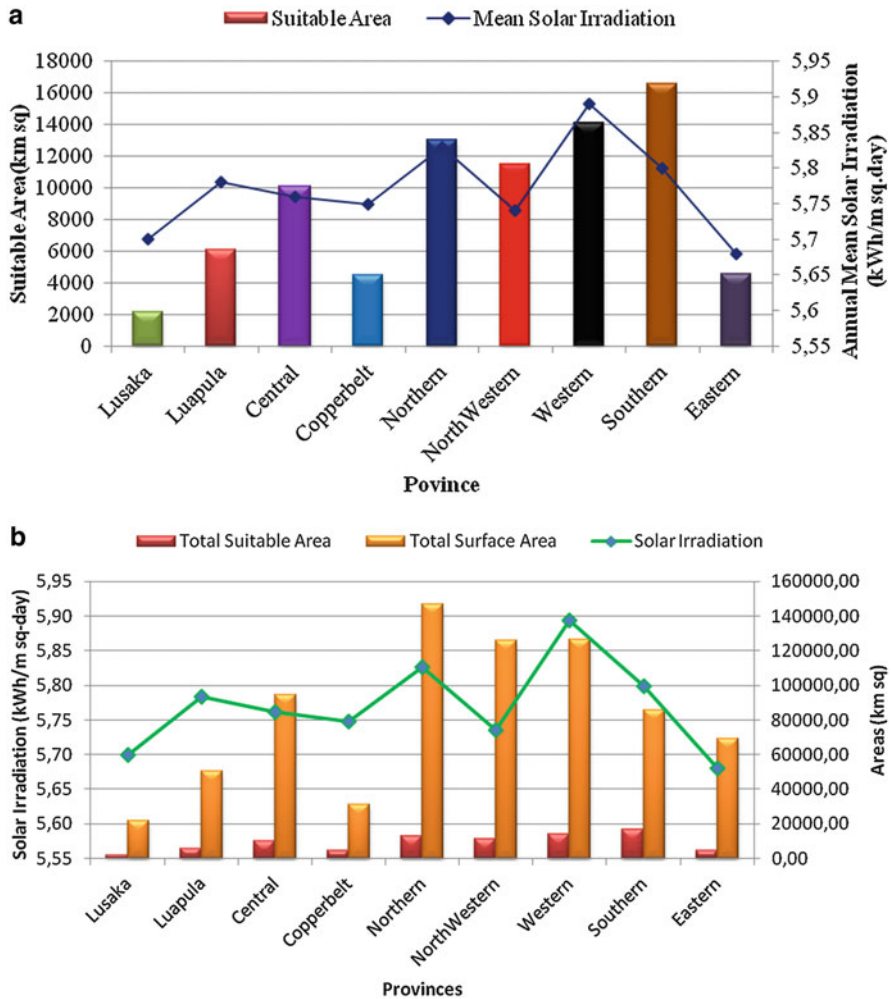 a
Suitable Area
Mean Solar Irradiation
Suitable Area(km sq)
18000
16000
14000
12000
10000
8000
6000
4000
2000
0
5,95
5,9
5,85
5,8
5,75
5,7
5,65
5,6
5,55
Annual Mean Solar Irradiation
(kWh/m sq.day)
Lusaka
Luapula
Central
Copperbelt
Northern
NorthWestern
Western
Southern
Eastern
Povince
b
Total Suitable Area
Total Surface Area
Solar Irradiation
Solar Irradiation (kWh/m sq-day)
5,95
5,90
5,85
5,80
5,75
5,70
5,65
5,60
5,55
160000,00
140000,00
120000,00
100000,00
80000,00
60000,00
40000,00
20000,00
0,00
Areas (km sq)
Lusaka
Luapula
Central
Copperbelt
Northern
NorthWestern
Western
Southern
Eastern
Provinces